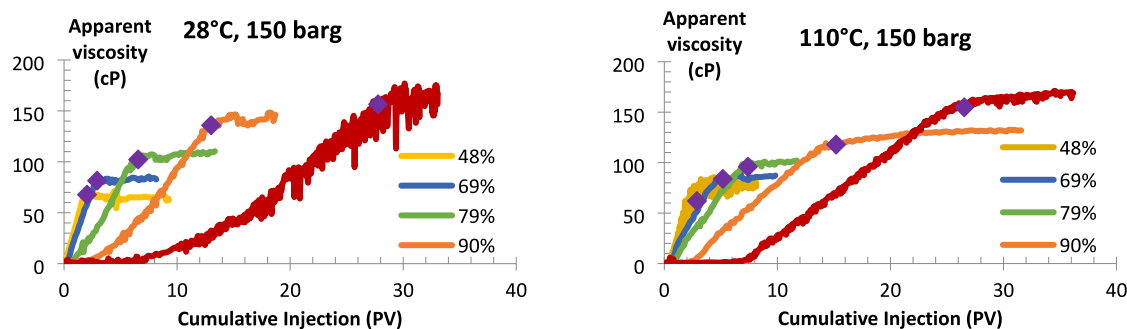 Apparent
viscosity
(cP)
28°C, 150 barg
200
150
100
50
0
0 10 20 30 40
Cumulative Injection (PV)
48%
69%
79%
90%
Apparent
viscosity
(cP)
110°C, 150 barg
200
150
100
50
0
0 10 20 30 40
Cumulative Injection (PV)
48%
69%
79%
90%